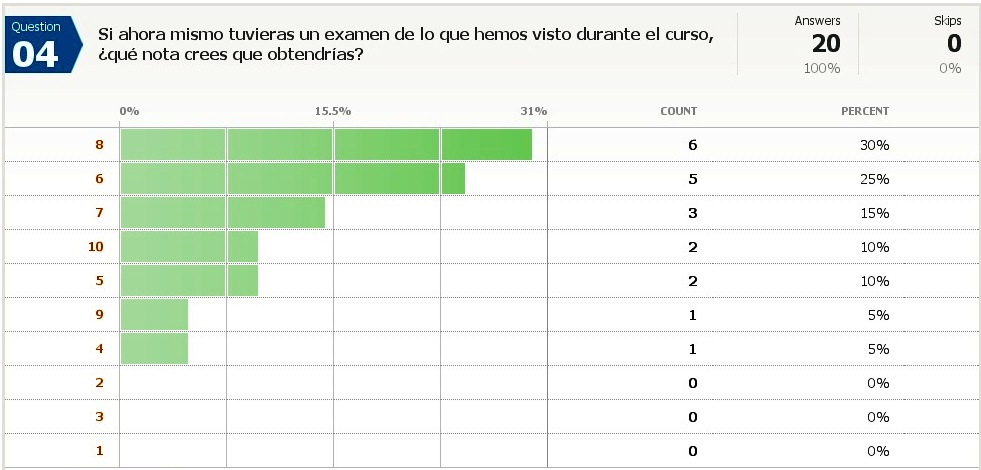 Question
04
Si ahora mismo tuvieras un examen de lo que hemos visto durante el curso,
¿qué nota crees que obtendrías?
Answers
20
100%
Skips
0
0%
0% 15.5% 31% COUNT PERCENT
8 6 30%
6 5 25%
7 3 15%
10 2 10%
5 2 10%
9 1 5%
4 1 5%
2 0 0%
3 0 0%
1 0 0%